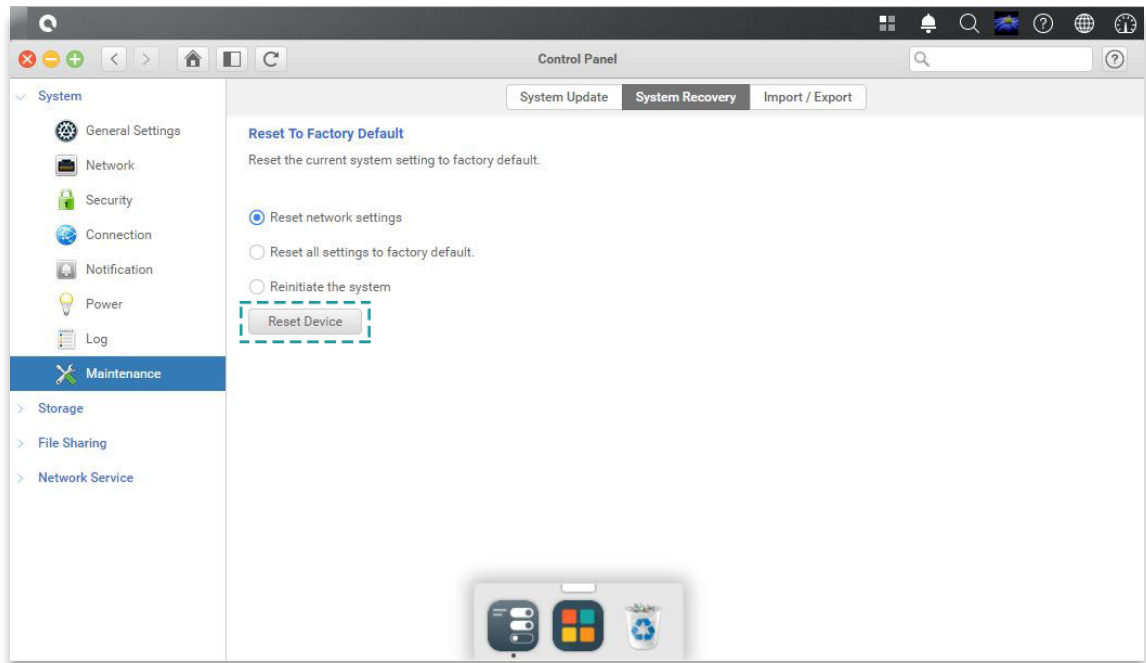 Control Panel
System
General Settings
Network
Security
Connection
Notification
Power
Log
Maintenance
Storage
File Sharing
Network Service
System Update
System Recovery
Import / Export
Reset To Factory Default
Reset the current system setting to factory default.
Reset network settings
Reset all settings to factory default.
Reinitiate the system
Reset Device